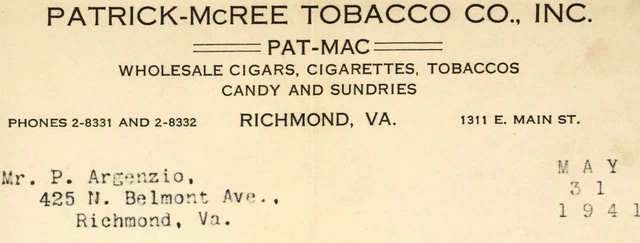 PATRICK-McREE TOBACCO CO., INC.
PAT-MAC
WHOLESALE CIGARS, CIGARETTES, TOBACCOS
CANDY AND SUNDRIES
PHONES 2-8331 AND 2-8332 RICHMOND, VA. 1311 E. MAIN ST.
Mr. P. Argenzio,
425 N. Belmont Ave.,
Richmond, Va.
MAY
31
1941